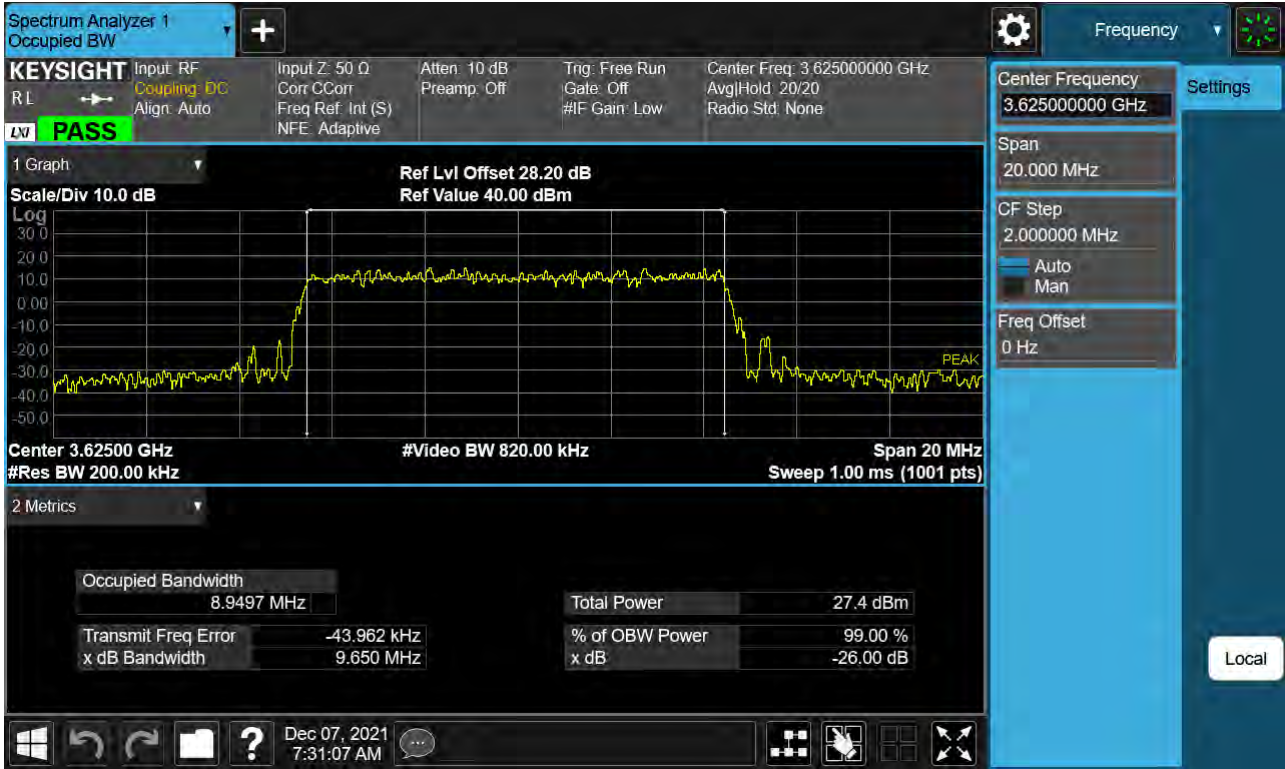 Spectrum Analyzer 1
Occupied BW
+
Frequency
KEYSIGHT
R L
LXI
PASS
Input: RF
Coupling: DC
Align: Auto
Input Z: 50 Ω
Corr CCorr
Freq Ref: Int (S)
NFE: Adaptive
Atten: 10 dB
Preamp: Off
Trig: Free Run
Gate: Off
#IF Gain: Low
Center Freq: 3.625000000 GHz
Avg|Hold: 20/20
Radio Std: None
Center Frequency
3.625000000 GHz
Settings
Span
20.000 MHz
CF Step
2.000000 MHz
Auto
Man
Freq Offset
0 Hz
Local
1 Graph
Scale/Div 10.0 dB
Ref Lvl Offset 28.20 dB
Ref Value 40.00 dBm
Log
30.0
20.0
10.0
0.00
-10.0
-20.0
-30.0
-40.0
-50.0
PEAK
Center 3.62500 GHz
#Video BW 820.00 kHz
Span 20 MHz
#Res BW 200.00 kHz
Sweep 1.00 ms (1001 pts)
2 Metrics
Occupied Bandwidth
8.9497 MHz
Total Power 27.4 dBm
Transmit Freq Error -43.962 kHz
% of OBW Power 99.00 %
x dB Bandwidth 9.650 MHz
x dB -26.00 dB
?
Dec 07, 2021
7:31:07 AM